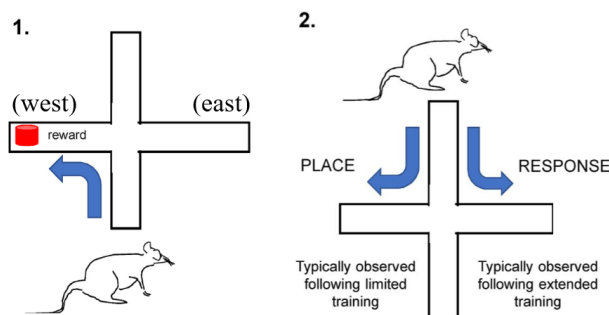 1.
(west)
(east)
reward
2.
PLACE
RESPONSE
Typically observed
following limited
training
Typically observed
following extended
training